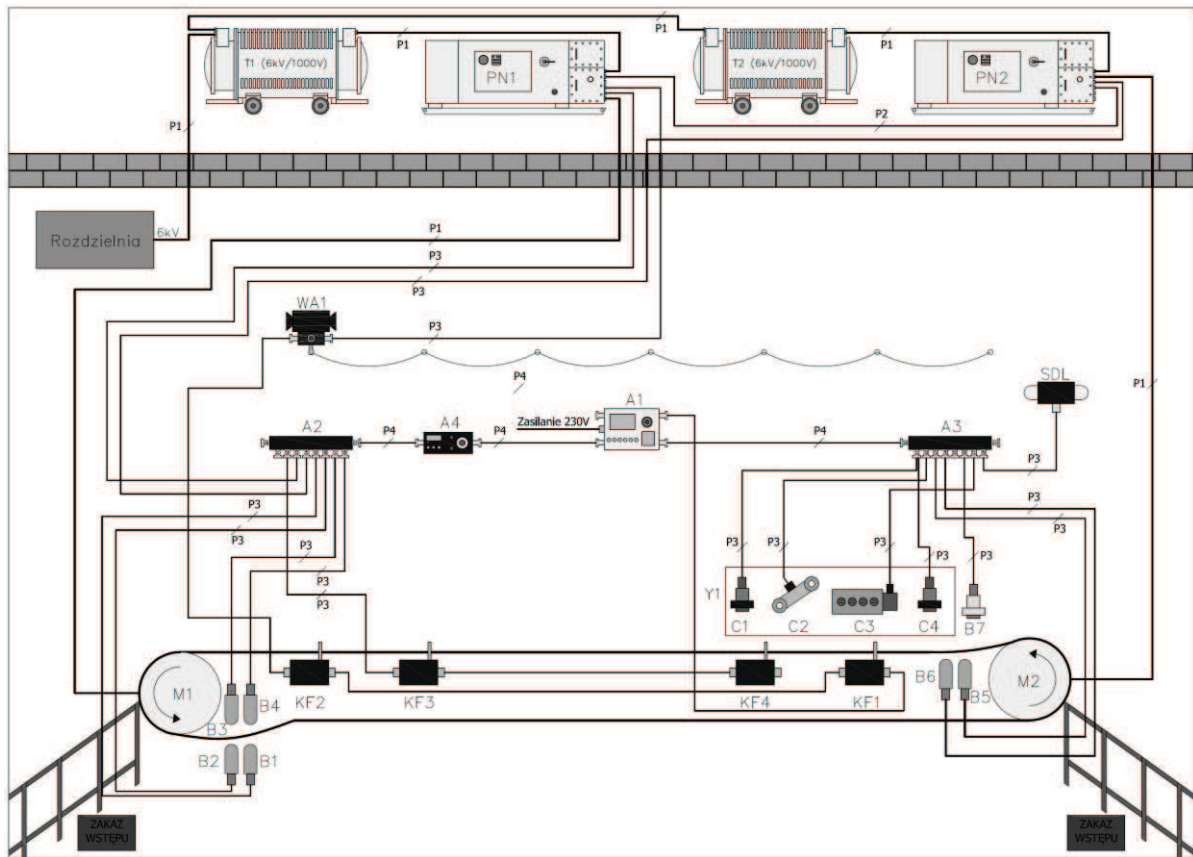 P1
P1
P1
P1
T1 (6kV/1000V)
PN1
T2 (6kV/1000V)
PN2
P1
P2
Rozdzielnia
6kV
P1
P3
P3
WA1
P3
P4
SDL
P1
A1
A2
P4
A4
P4
Zasilanie 230V
P4
A3
P3
P3
P3
P3
P3
P3
P3
P3
P3
P3
P3
P3
P3
Y1
C1
C2
C3
C4
B7
M1
B3
B4
KF2
KF3
KF4
KF1
B6
B5
M2
B2
B1
ZAKAZ
WSTĘPU
ZAKAZ
WSTĘPU